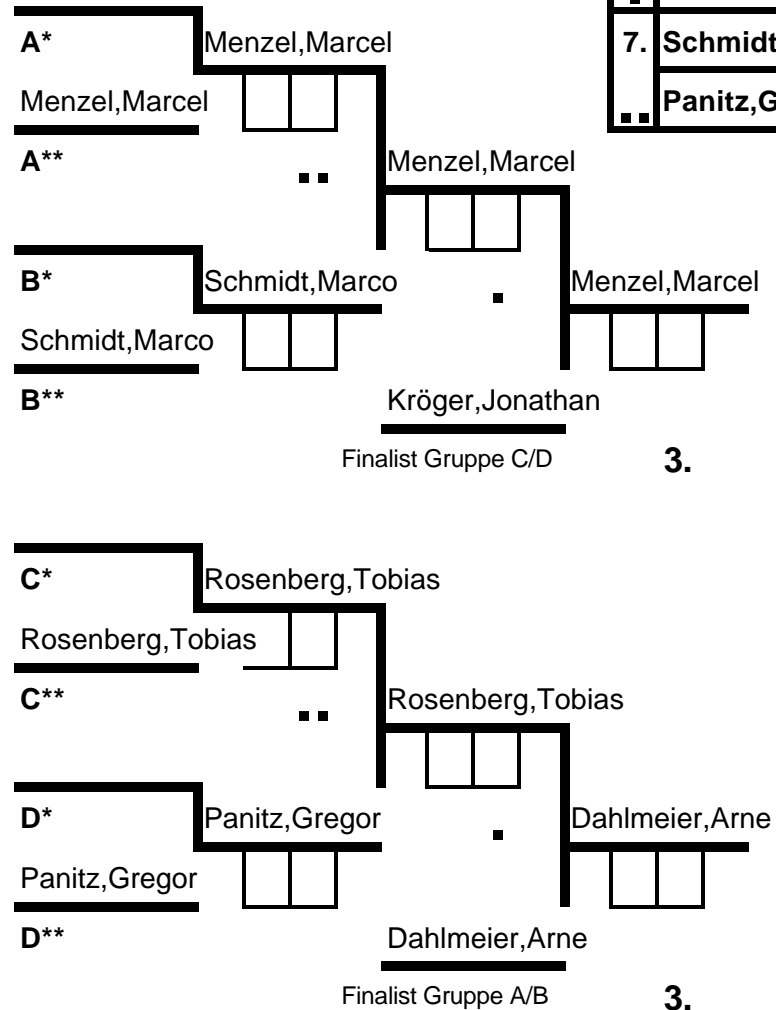 7. Schmidt
Panitz,G
A* Menzel,Marcel
Menzel,Marcel
A** Menzel,Marcel
B* Schmidt,Marco Menzel,Marcel
Schmidt,Marco
B** Kröger,Jonathan
Finalist Gruppe C/D 3.
C* Rosenberg,Tobias
Rosenberg,Tobias
C** Rosenberg,Tobias
D* Panitz,Gregor Dahlmeier,Arne
Panitz,Gregor
D** Dahlmeier,Arne
Finalist Gruppe A/B 3.